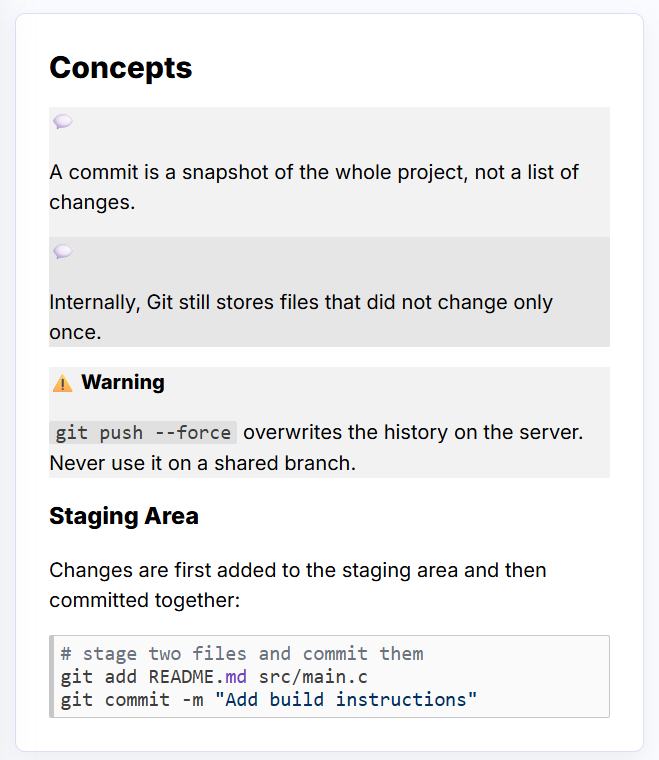 Concepts
A commit is a snapshot of the whole project, not a list of
changes.
Internally, Git still stores files that did not change only
once.
Warning
git push --force overwrites the history on the server.
Never use it on a shared branch.
Staging Area
Changes are first added to the staging area and then
committed together:
# stage two files and commit them
git add README.md src/main.c
git commit -m "Add build instructions"